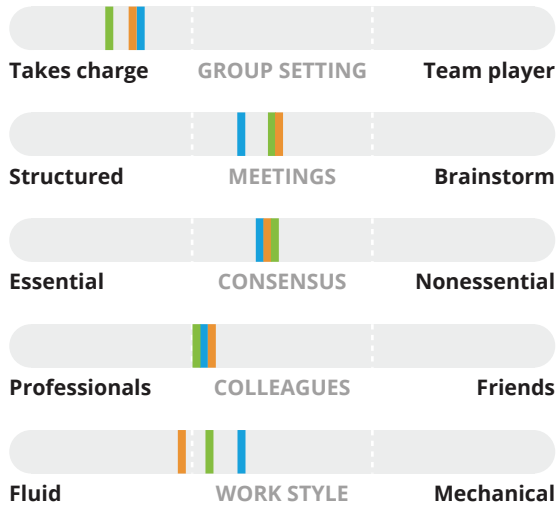 Takes charge GROUP SETTING Team player
Structured MEETINGS Brainstorm
Essential CONSENSUS Nonessential
Professionals COLLEAGUES Friends
Fluid WORK STYLE Mechanical